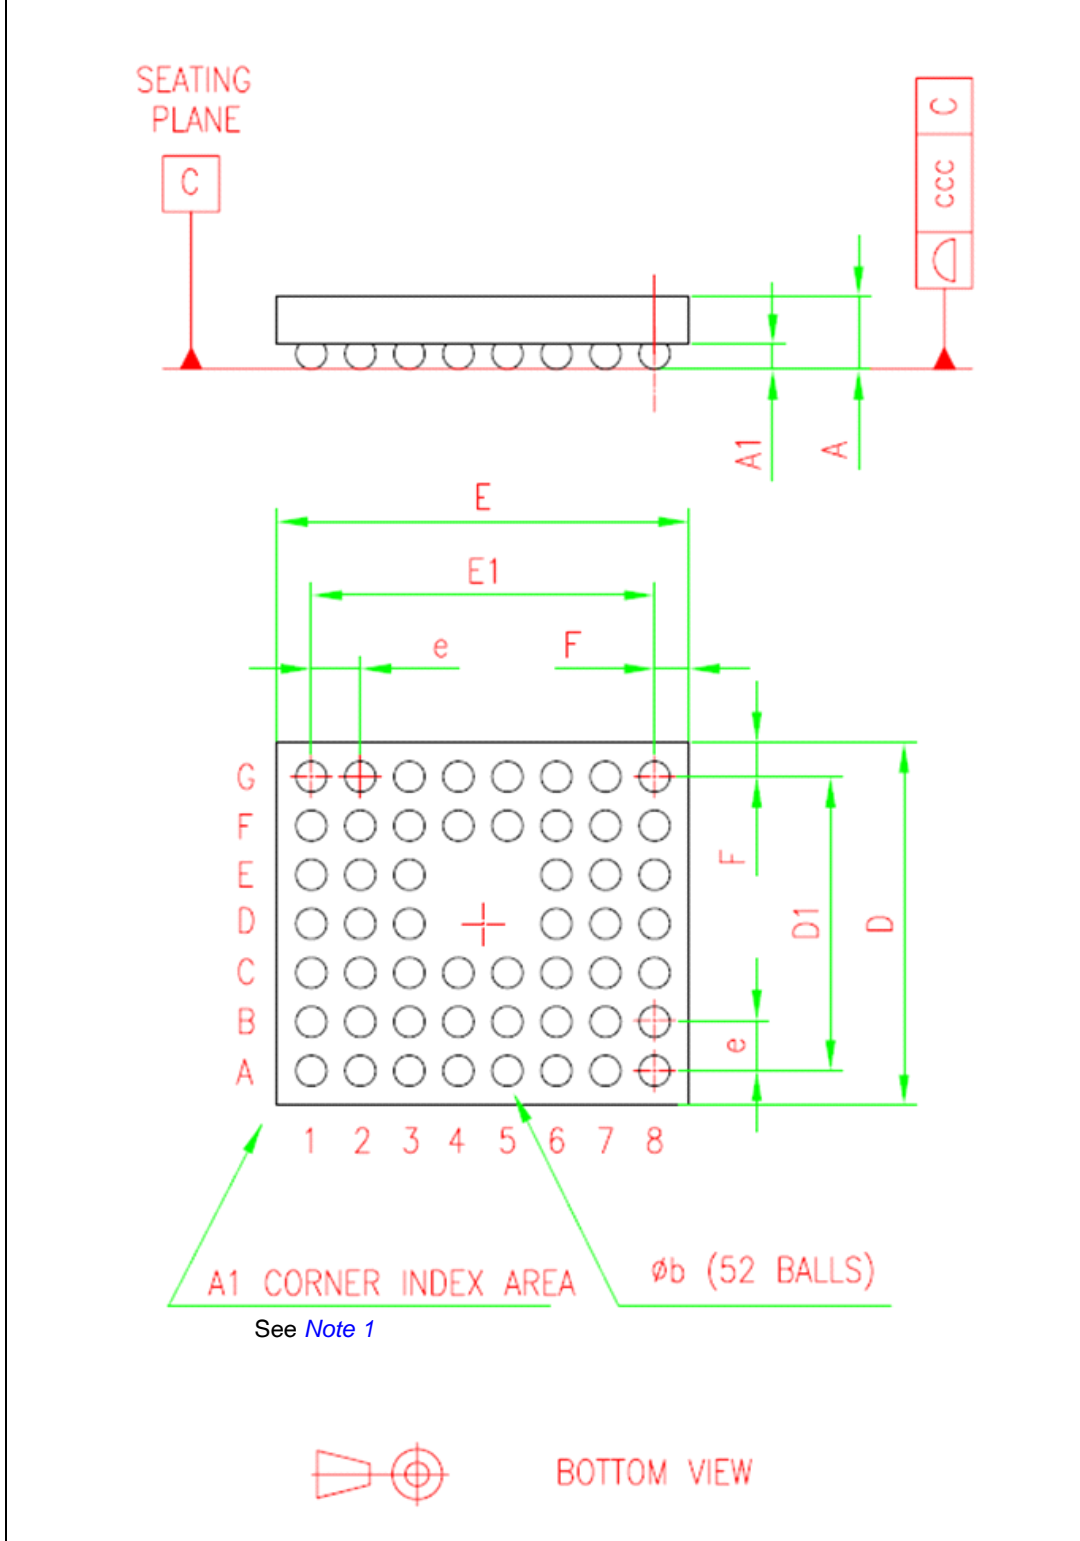 SEATING
PLANE
C
C
ccc
A1
A
E
E1
e
F
G
F
E
D
C
B
A
F
D1
D
e
1 2 3 4 5 6 7 8
A1 CORNER INDEX AREA
øb (52 BALLS)
See Note 1
BOTTOM VIEW